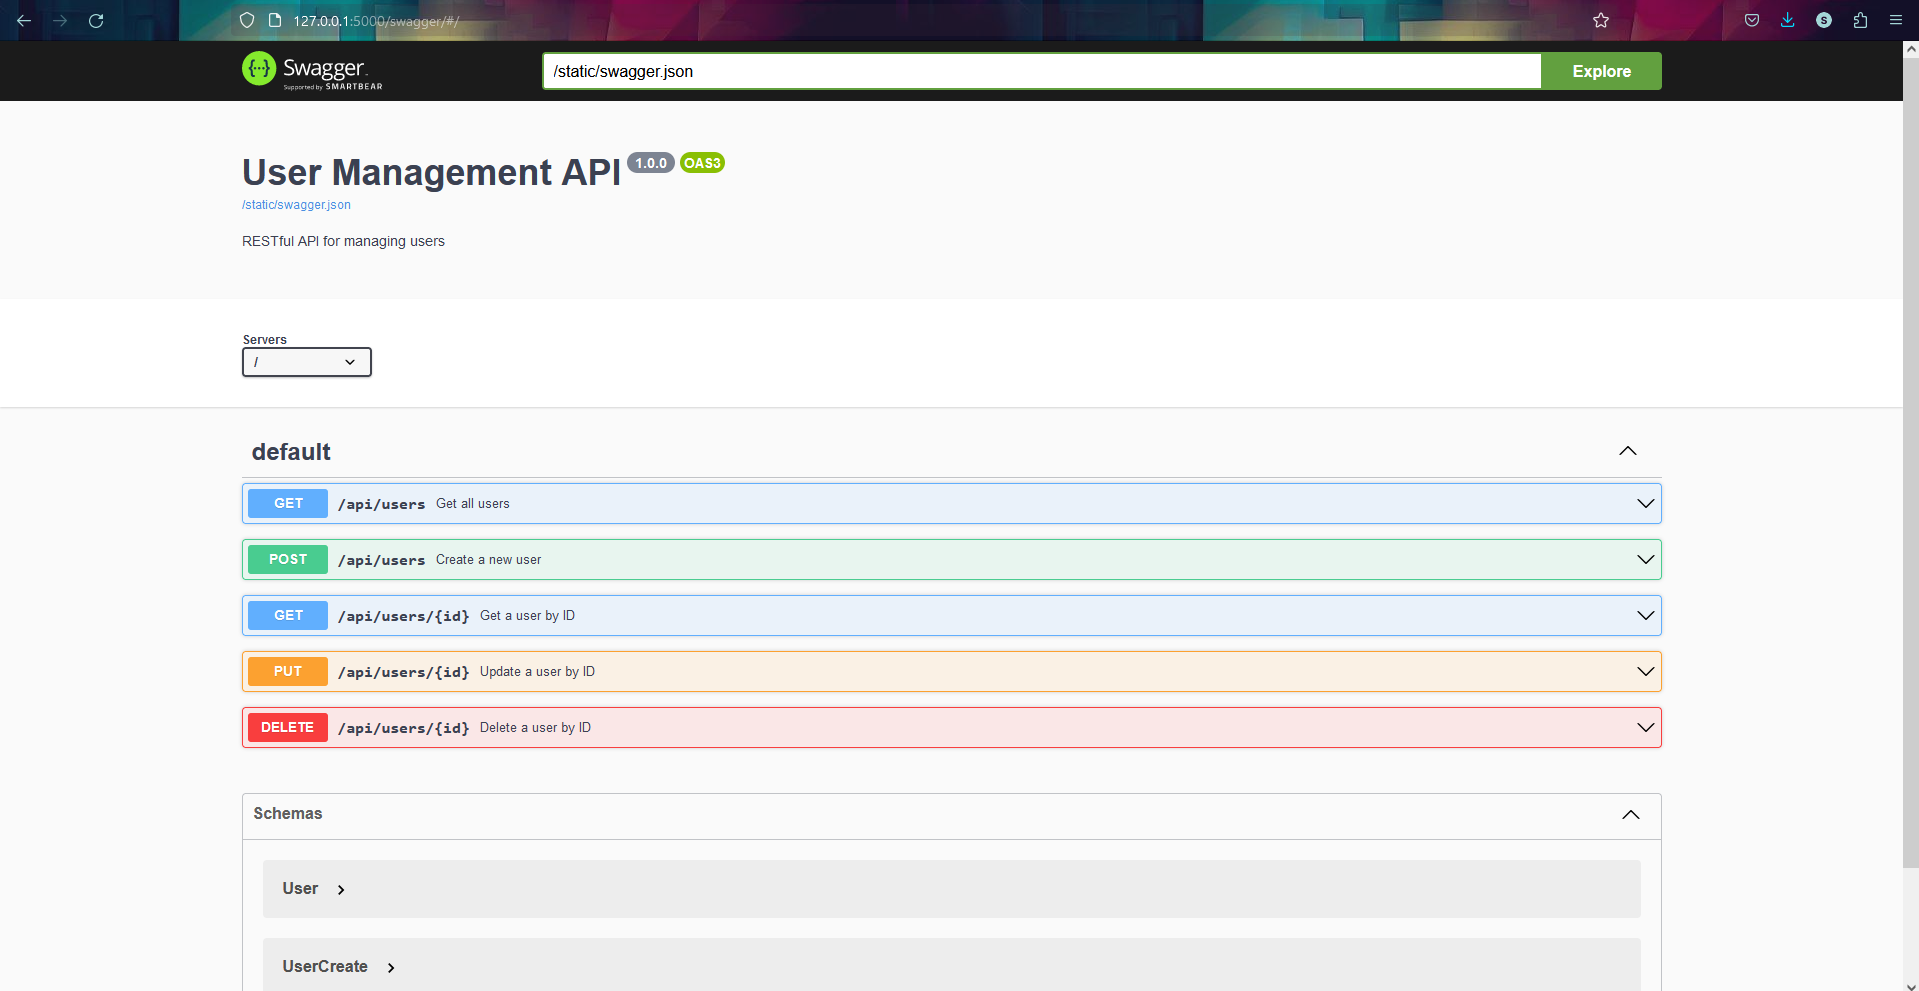 127.0.0.1:5000/swagger/#/
S
Swagger
Supported by SMARTBEAR
/static/swagger.json
Explore
User Management API 1.0.0 OAS3
/static/swagger.json
RESTful API for managing users
Servers
/
default
GET /api/users Get all users
POST /api/users Create a new user
GET /api/users/{id} Get a user by ID
PUT /api/users/{id} Update a user by ID
DELETE /api/users/{id} Delete a user by ID
Schemas
User
UserCreate